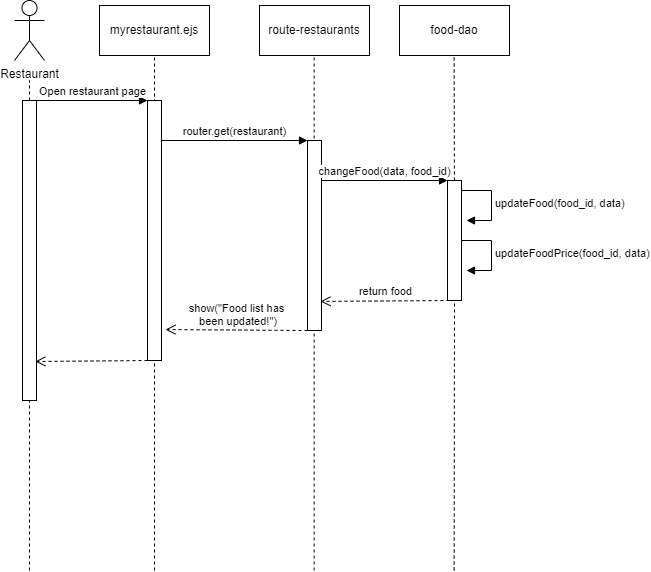 myrestaurant.ejs
route-restaurants
food-dao
Restaurant
Open restaurant page
router.get(restaurant)
changeFood(data, food_id)
updateFood(food_id, data)
updateFoodPrice(food_id, data)
return food
show("Food list has
been updated!")